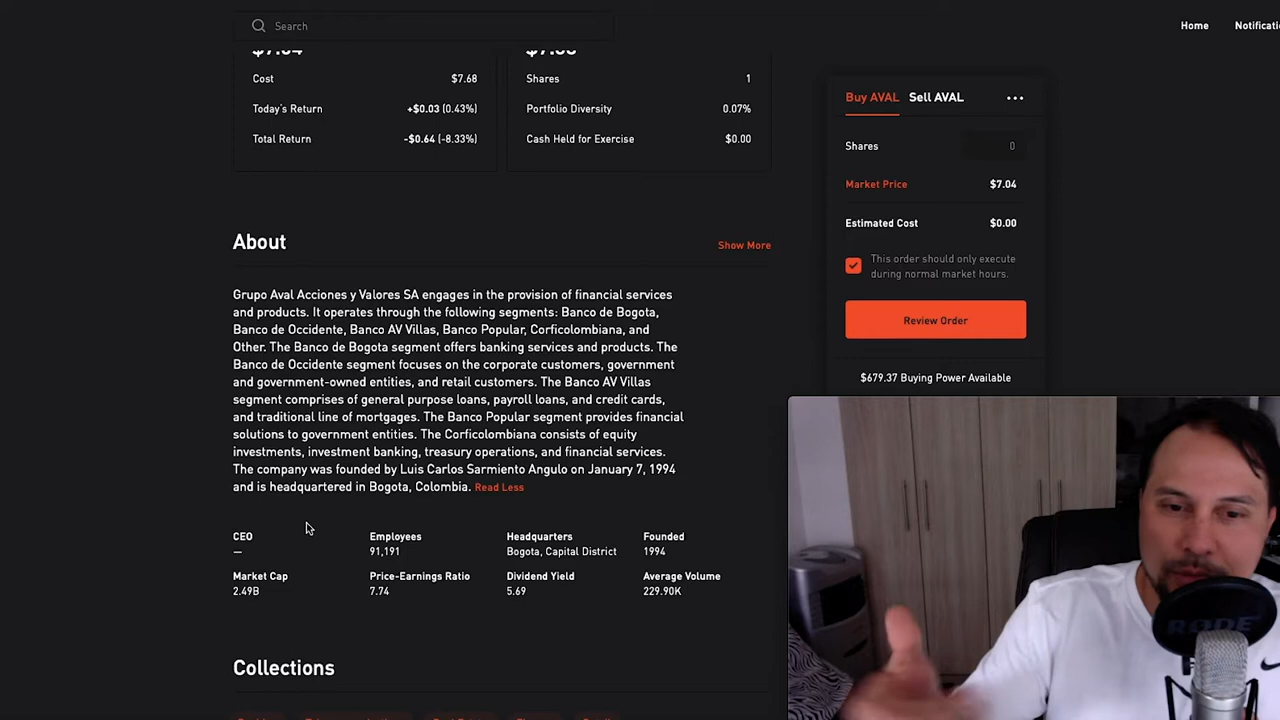 Search
Home
Notificati
$7.04
Cost $7.68
Shares 1
Today's Return +$0.03 (0.43%)
Portfolio Diversity 0.07%
Total Return -$0.64 (-8.33%)
Cash Held for Exercise $0.00
Buy AVAL Sell AVAL
Shares 0
Market Price $7.04
Estimated Cost $0.00
This order should only execute
during normal market hours.
Review Order
$679.37 Buying Power Available
About
Show More
Grupo Aval Acciones y Valores SA engages in the provision of financial services
and products. It operates through the following segments: Banco de Bogota,
Banco de Occidente, Banco AV Villas, Banco Popular, Corficolombiana, and
Other. The Banco de Bogota segment offers banking services and products. The
Banco de Occidente segment focuses on the corporate customers, government
and government-owned entities, and retail customers. The Banco AV Villas
segment comprises of general purpose loans, payroll loans, and credit cards,
and traditional line of mortgages. The Banco Popular segment provides financial
solutions to government entities. The Corficolombiana consists of equity
investments, investment banking, treasury operations, and financial services.
The company was founded by Luis Carlos Sarmiento Angulo on January 7, 1994
and is headquartered in Bogota, Colombia. Read Less
CEO Employees Headquarters Founded
— 91,191 Bogota, Capital District 1994
Market Cap Price-Earnings Ratio Dividend Yield Average Volume
2.49B 7.74 5.69 229.90K
Collections
RODE